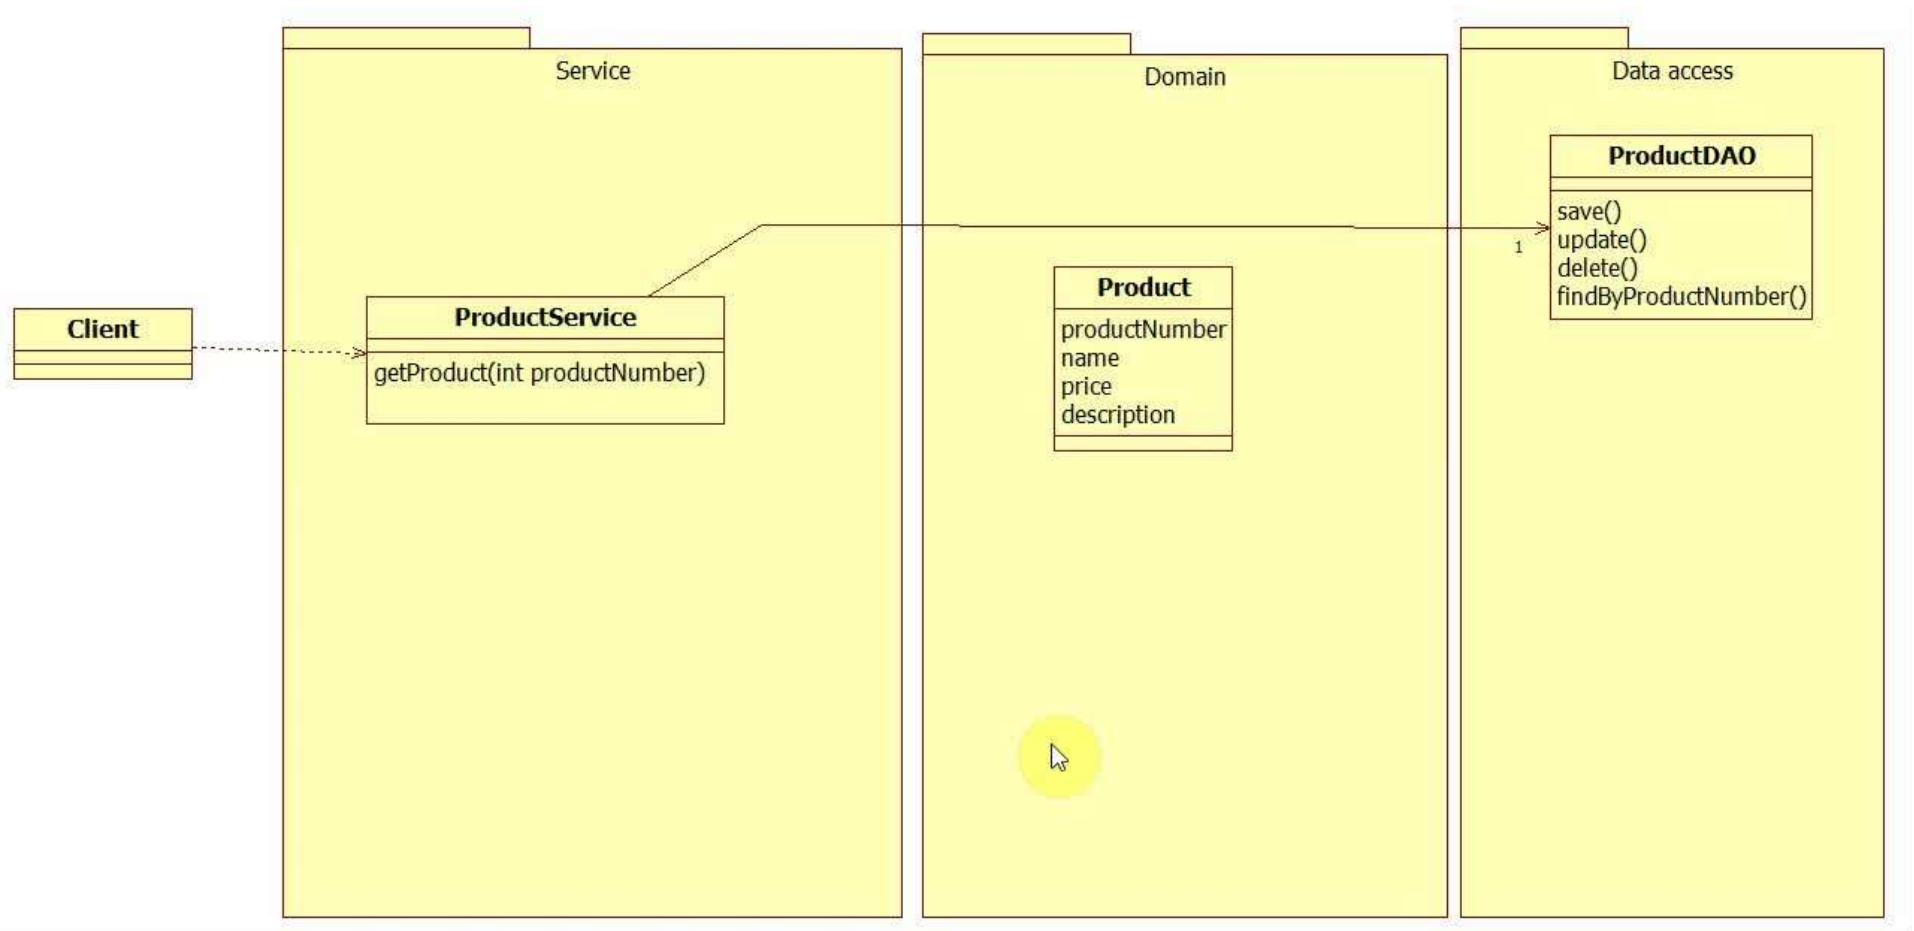 Service
Domain
Data access
Client
ProductService
getProduct(int productNumber)
Product
productNumber
name
price
description
ProductDAO
save()
update()
delete()
findByProductNumber()
1